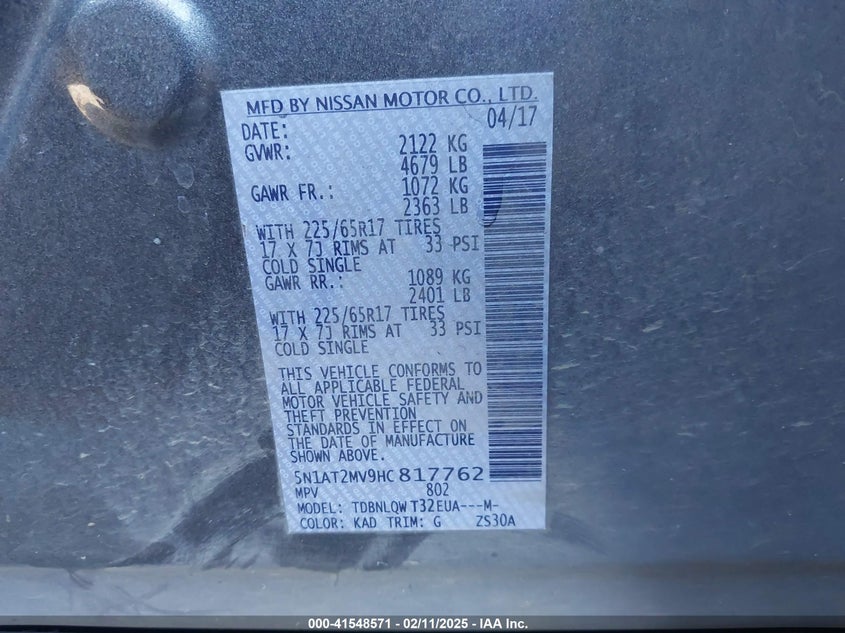 MFD BY NISSAN MOTOR CO., LTD.
DATE: 04/17
GVWR: 2122 KG
4679 LB
GAWR FR.: 1072 KG
2363 LB
WITH 225/65R17 TIRES
17 X 7J RIMS AT 33 PSI
COLD SINGLE
GAWR RR.: 1089 KG
2401 LB
WITH 225/65R17 TIRES
17 X 7J RIMS AT 33 PSI
COLD SINGLE
THIS VEHICLE CONFORMS TO
ALL APPLICABLE FEDERAL
MOTOR VEHICLE SAFETY AND
THEFT PREVENTION
STANDARDS IN EFFECT ON
THE DATE OF MANUFACTURE
SHOWN ABOVE.
5N1AT2MV9HC817762
MPV 802
MODEL: TDBNLQW T32EUA---M-
COLOR: KAD TRIM: G ZS30A
000-41548571 - 02/11/2025 - IAA Inc.